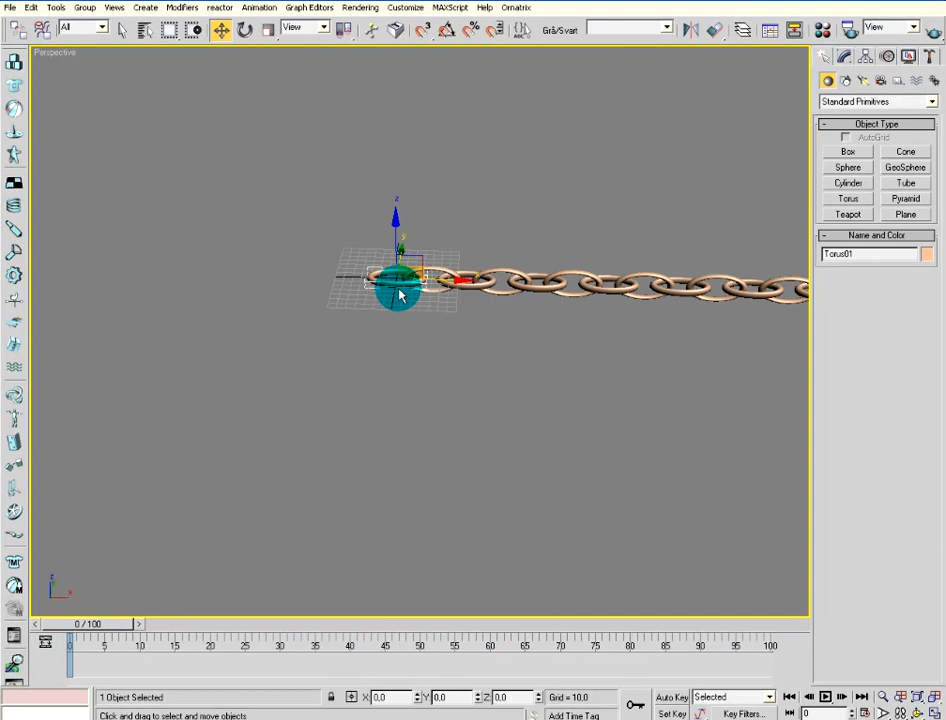 File Edit Tools Group Views Create Modifiers reactor Animation Graph Editors Rendering Customize MAXScript Help Ornatrix
All View Grå/Svart View
Perspective
Standard Primitives
- Object Type
AutoGrid
Box Cone
Sphere GeoSphere
Cylinder Tube
Torus Pyramid
Teapot Plane
- Name and Color
Torus01
z
y
z
x
< 0 / 100 >
0 5 10 15 20 25 30 35 40 45 50 55 60 65 70 75 80 85 90 95 100
1 Object Selected X: 0,0 Y: 0,0 Z: 0,0 Grid = 10,0 Auto Key Selected
Click and drag to select and move objects Add Time Tag Set Key Key Filters... 0